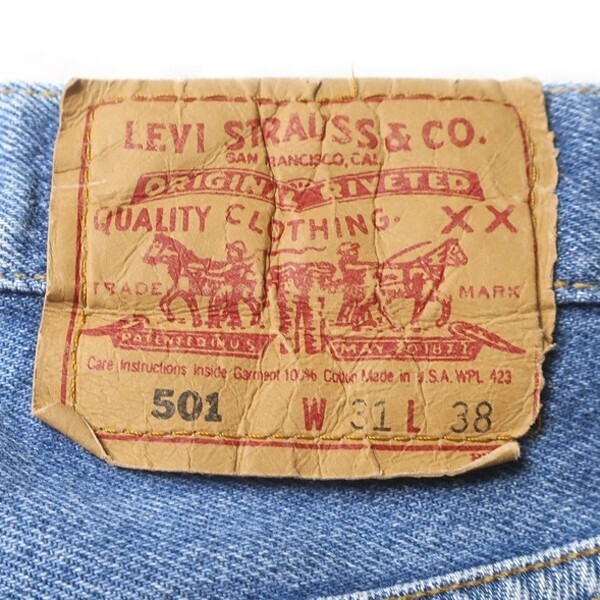 LEVI STRAUSS & CO.
SAN FRANCISCO, CAL.
ORIGINAL RIVETED
QUALITY CLOTHING. XX
TRADE MARK
PATENTED IN U.S. MAY 20 1873
Care Instructions Inside Garment 100% Cotton Made in U.S.A. WPL 423
501 W 31 L 38